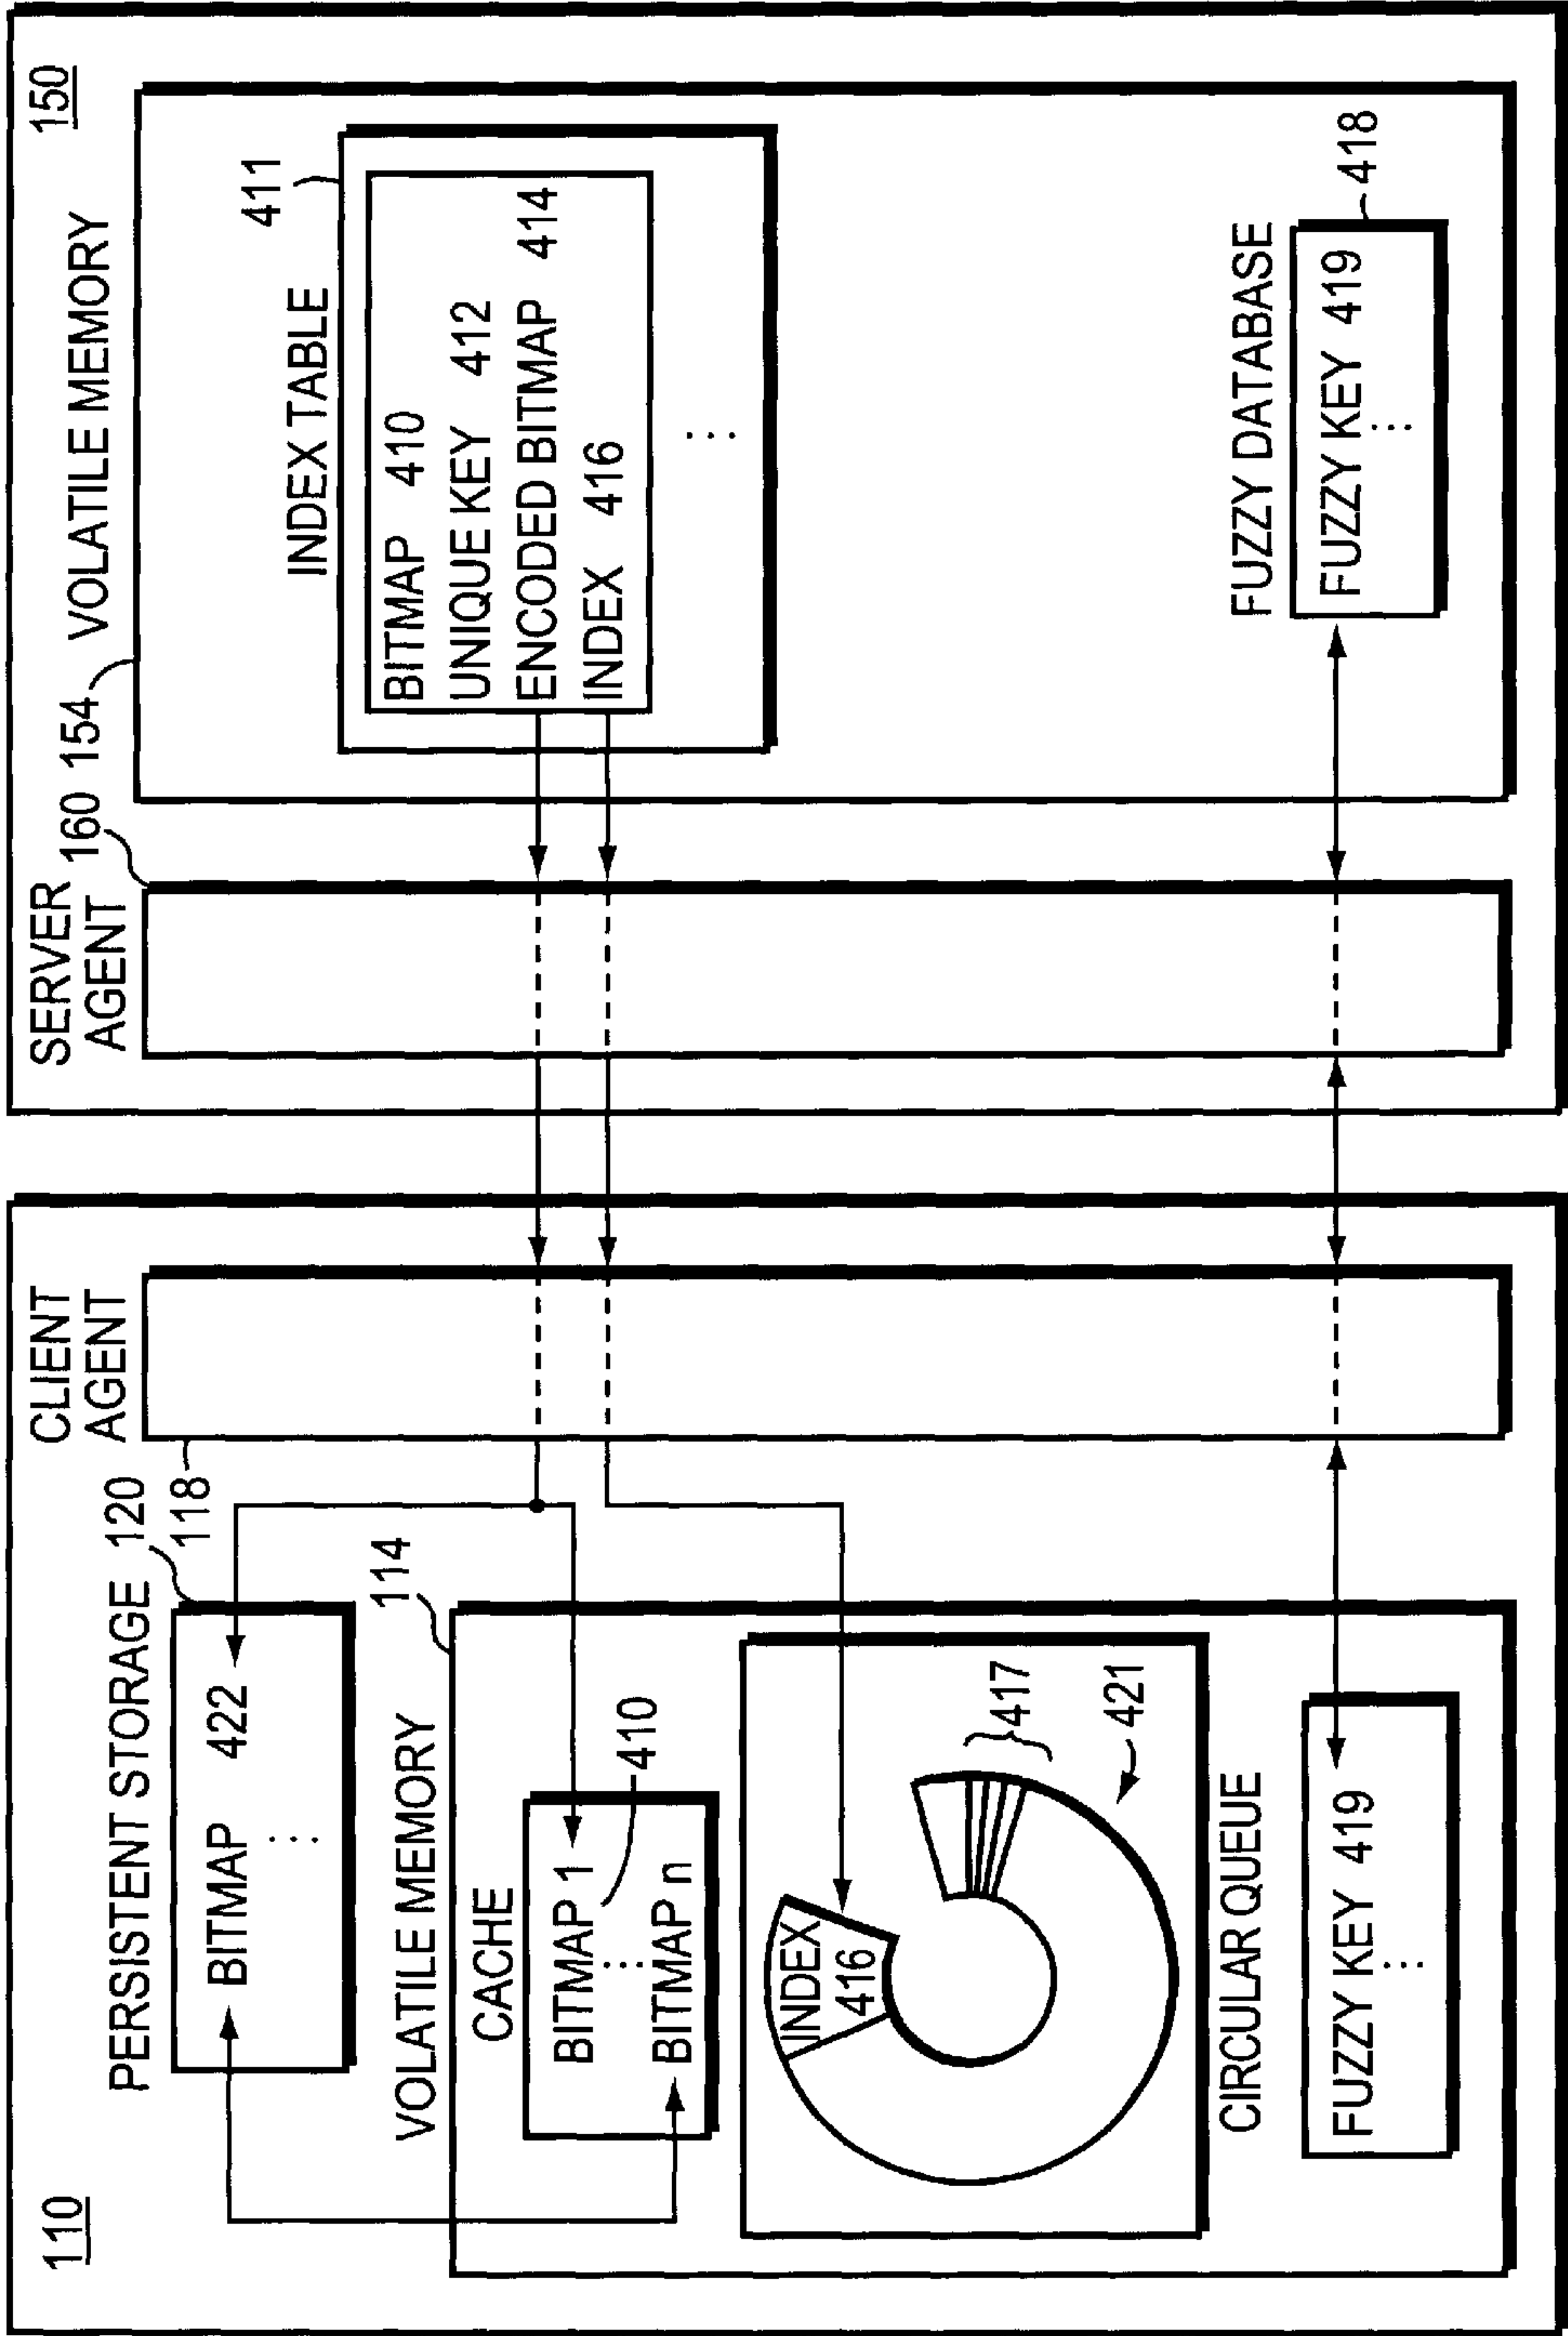 110
PERSISTENT STORAGE 120
118
BITMAP 422
⋮
VOLATILE MEMORY
114
CACHE
BITMAP 1
⋮
BITMAP n
410
INDEX
416
417
421
CIRCULAR QUEUE
FUZZY KEY 419
⋮
CLIENT
AGENT
150
SERVER
AGENT
160
154
VOLATILE MEMORY
INDEX TABLE
411
BITMAP 410
UNIQUE KEY 412
ENCODED BITMAP 414
INDEX 416
⋮
FUZZY DATABASE
FUZZY KEY 419
⋮
418